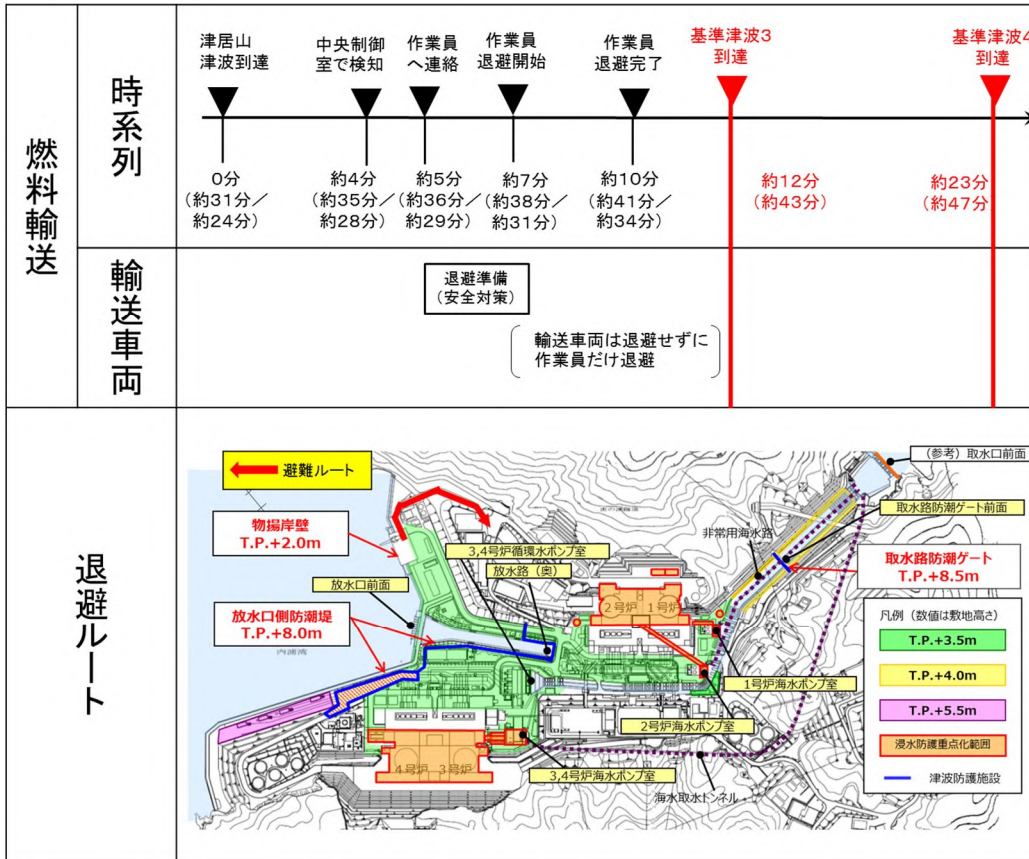 燃料輸送
時系列
津居山
津波到達
中央制御
室で検知
作業員
へ連絡
作業員
退避開始
作業員
退避完了
基準津波3
到達
基準津波4
到達
0分
(約31分/
約24分)
約4分
(約35分/
約28分)
約5分
(約36分/
約29分)
約7分
(約38分/
約31分)
約10分
(約41分/
約34分)
約12分
(約43分)
約23分
(約47分)
輸送車両
退避準備
(安全対策)
輸送車両は退避せずに
作業員だけ退避
退避ルート
避難ルート
(参考)取水口前面
物揚岸壁
T.P.+2.0m
3,4号炉循環水ポンプ室
放水路(奥)
非常用海水路
取水路防潮ゲート前面
取水路防潮ゲート
T.P.+8.5m
放水口前面
放水口側防潮堤
T.P.+8.0m
内浦湾
2号炉
1号炉
凡例(数値は敷地高さ)
T.P.+3.5m
T.P.+4.0m
T.P.+5.5m
浸水防護重点化範囲
津波防護施設
1号炉海水ポンプ室
2号炉海水ポンプ室
4号炉
3号炉
3,4号炉海水ポンプ室
海水取水トンネル